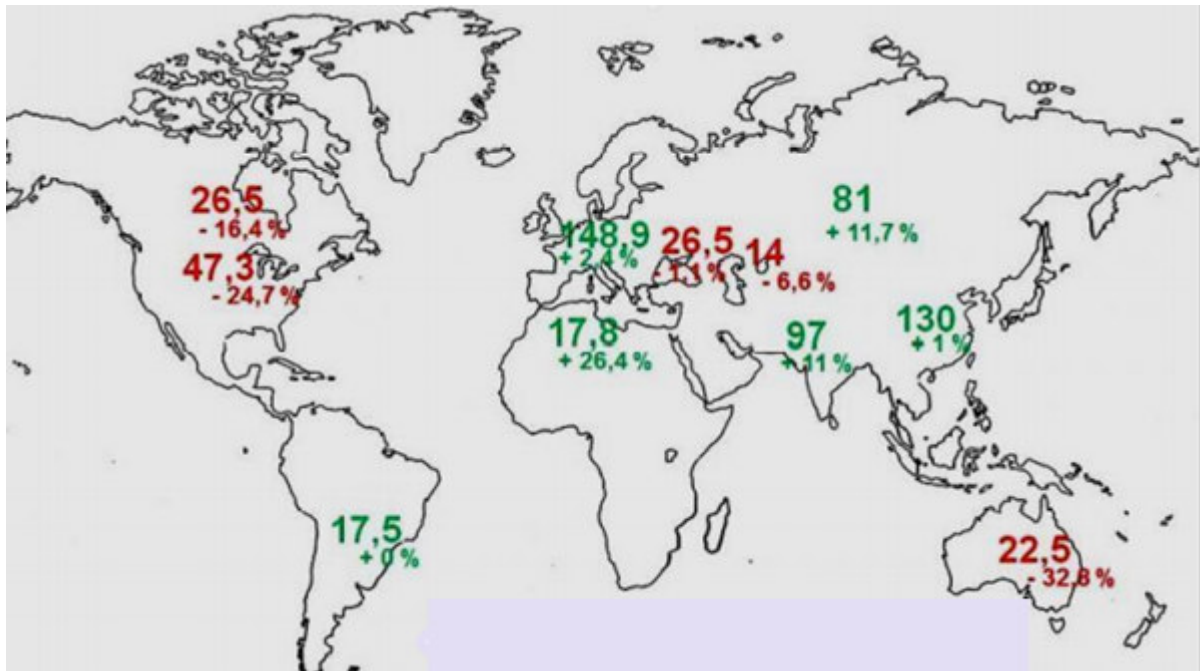 26,5
- 16,4 %
47,3
- 24,7 %
148,9
+ 2,4 %
26,5
- 1,1 %
14
- 6,6 %
81
+ 11,7 %
17,8
+ 26,4 %
97
+ 11 %
130
+ 1 %
17,5
+ 0 %
22,5
- 32,8 %